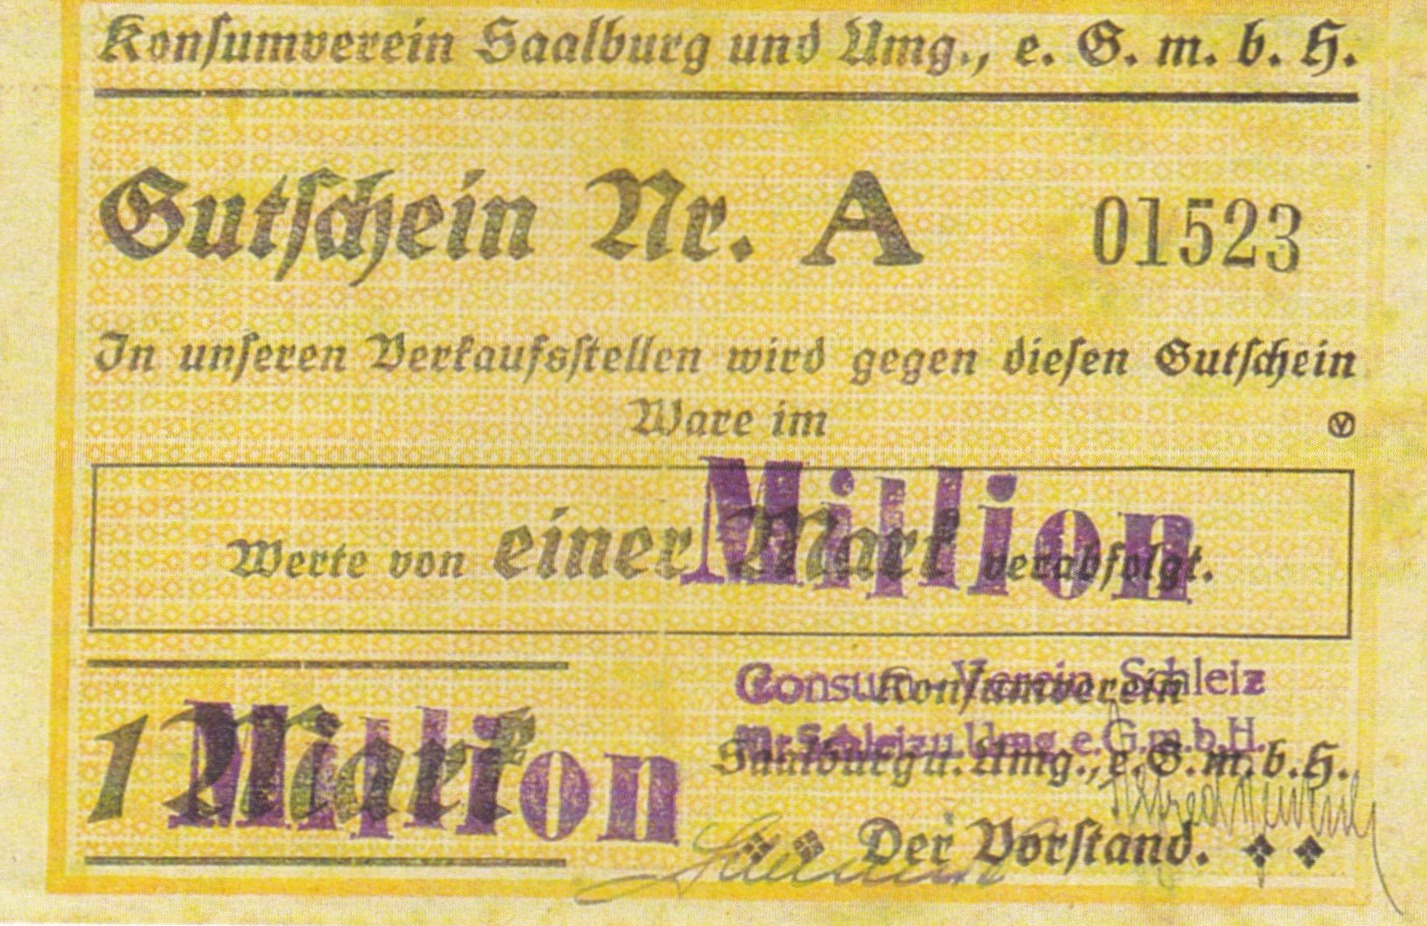 Konsumverein Saalburg und Umg., e. G. m. b. H.
Gutschein Nr. A 01523
In unseren Verkaufsstellen wird gegen diesen Gutschein
Ware im
Werte von einer Mark verabfolgt.
Million
1 Mark
Million
Consum-Verein Schleiz
für Schleiz u. Umg. e.G.m.b.H.
Konsumverein
Saalburg u. Umg., e. G. m. b. H.
Der Vorstand.